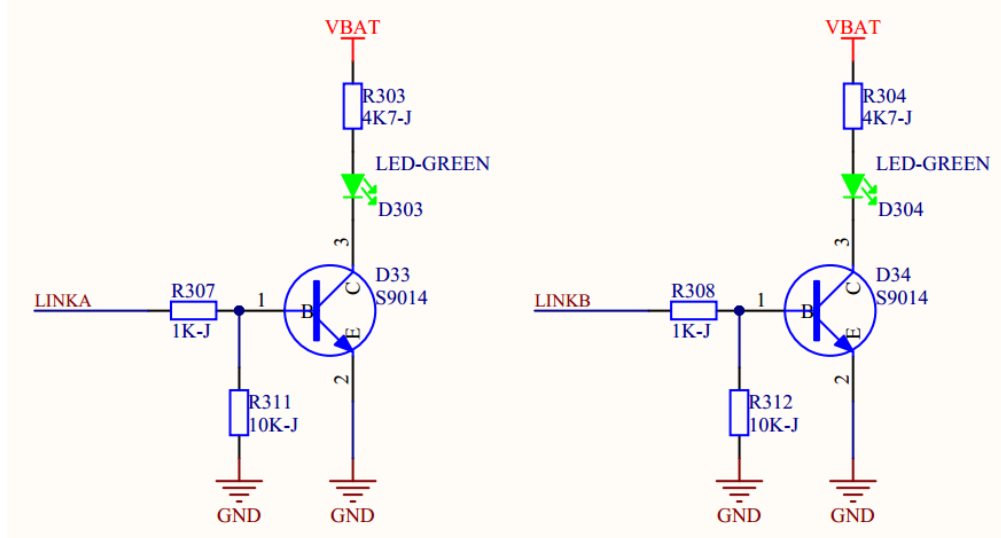 VBAT
R303
4K7-J
LED-GREEN
D303
3
D33
S9014
C
LINKA
R307
1K-J
1
B
E
2
R311
10K-J
GND
GND
VBAT
R304
4K7-J
LED-GREEN
D304
3
D34
S9014
C
LINKB
R308
1K-J
1
B
E
2
R312
10K-J
GND
GND